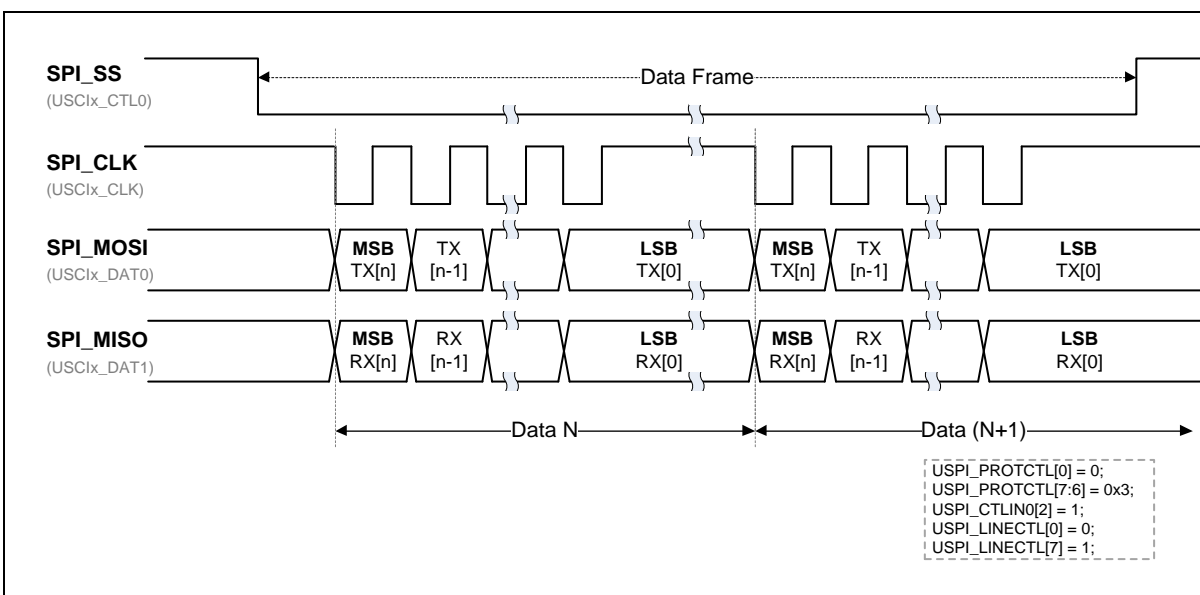 SPI_SS
(USCIx_CTL0)
Data Frame
SPI_CLK
(USCIx_CLK)
SPI_MOSI
(USCIx_DAT0)
MSB TX LSB MSB TX LSB
TX[n] [n-1] TX[0] TX[n] [n-1] TX[0]
SPI_MISO
(USCIx_DAT1)
MSB RX LSB MSB RX LSB
RX[n] [n-1] RX[0] RX[n] [n-1] RX[0]
Data N Data (N+1)
USPI_PROTCTL[0] = 0;
USPI_PROTCTL[7:6] = 0x3;
USPI_CTLIN0[2] = 1;
USPI_LINECTL[0] = 0;
USPI_LINECTL[7] = 1;